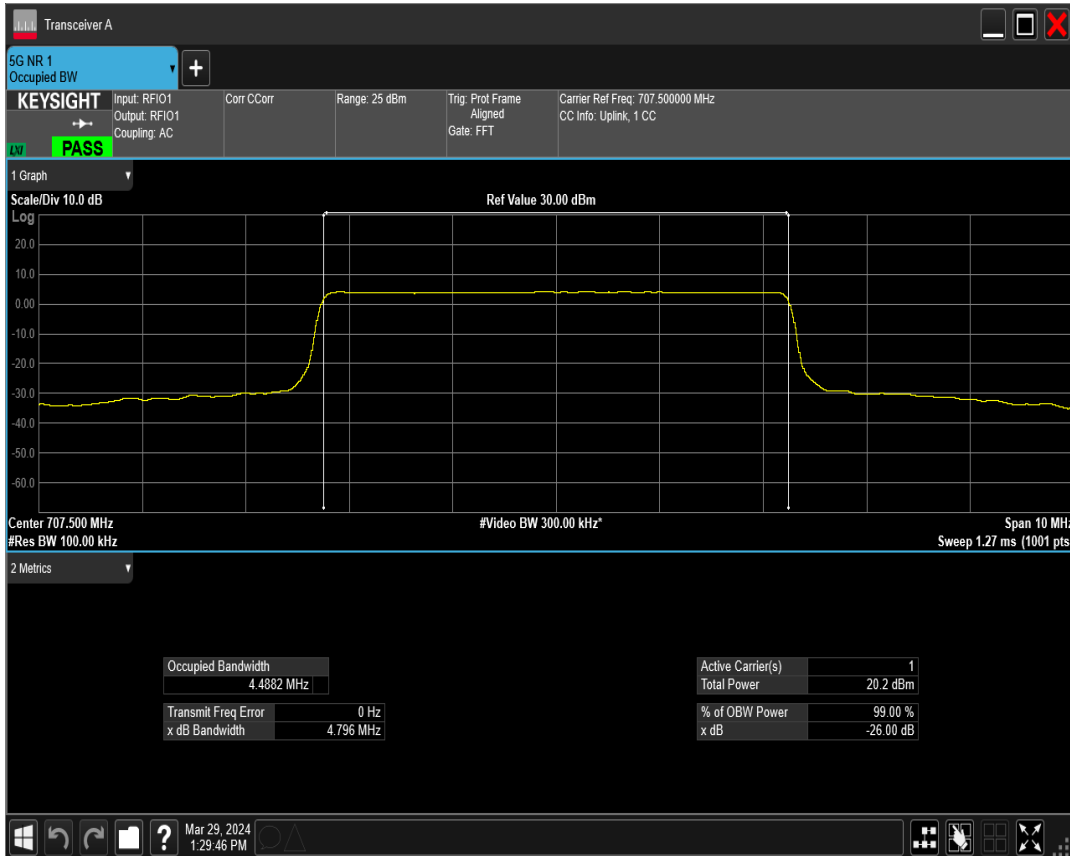 Transceiver A
5G NR 1
Occupied BW
+
KEYSIGHT
LXI
PASS
Input: RFIO1
Output: RFIO1
Coupling: AC
Corr CCorr
Range: 25 dBm
Trig: Prot Frame
Aligned
Gate: FFT
Carrier Ref Freq: 707.500000 MHz
CC Info: Uplink, 1 CC
1 Graph
Scale/Div 10.0 dB
Ref Value 30.00 dBm
Log
20.0
10.0
0.00
-10.0
-20.0
-30.0
-40.0
-50.0
-60.0
Center 707.500 MHz
#Video BW 300.00 kHz*
Span 10 MHz
#Res BW 100.00 kHz
Sweep 1.27 ms (1001 pts
2 Metrics
Occupied Bandwidth
4.4882 MHz
Transmit Freq Error 0 Hz
x dB Bandwidth 4.796 MHz
Active Carrier(s) 1
Total Power 20.2 dBm
% of OBW Power 99.00 %
x dB -26.00 dB
?
Mar 29, 2024
1:29:46 PM